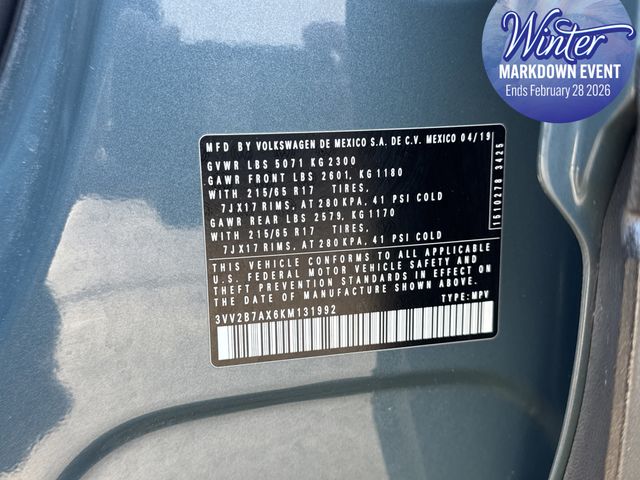 Winter
MARKDOWN EVENT
Ends February 28 2026
MFD BY VOLKSWAGEN DE MEXICO S.A. DE C.V. MEXICO 04/19
GVWR LBS 5071 KG 2300
GAWR FRONT LBS 2601, KG 1180
WITH 215/65 R17 TIRES,
7JX17 RIMS, AT 280 KPA, 41 PSI COLD
GAWR REAR LBS 2579, KG 1170
WITH 215/65 R17 TIRES,
7JX17 RIMS, AT 280 KPA, 41 PSI COLD
THIS VEHICLE CONFORMS TO ALL APPLICABLE
U.S. FEDERAL MOTOR VEHICLE SAFETY AND
THEFT PREVENTION STANDARDS IN EFFECT ON
THE DATE OF MANUFACTURE SHOWN ABOVE.
3VV2B7AX6KM131992 TYPE: MPV
1510278 3425